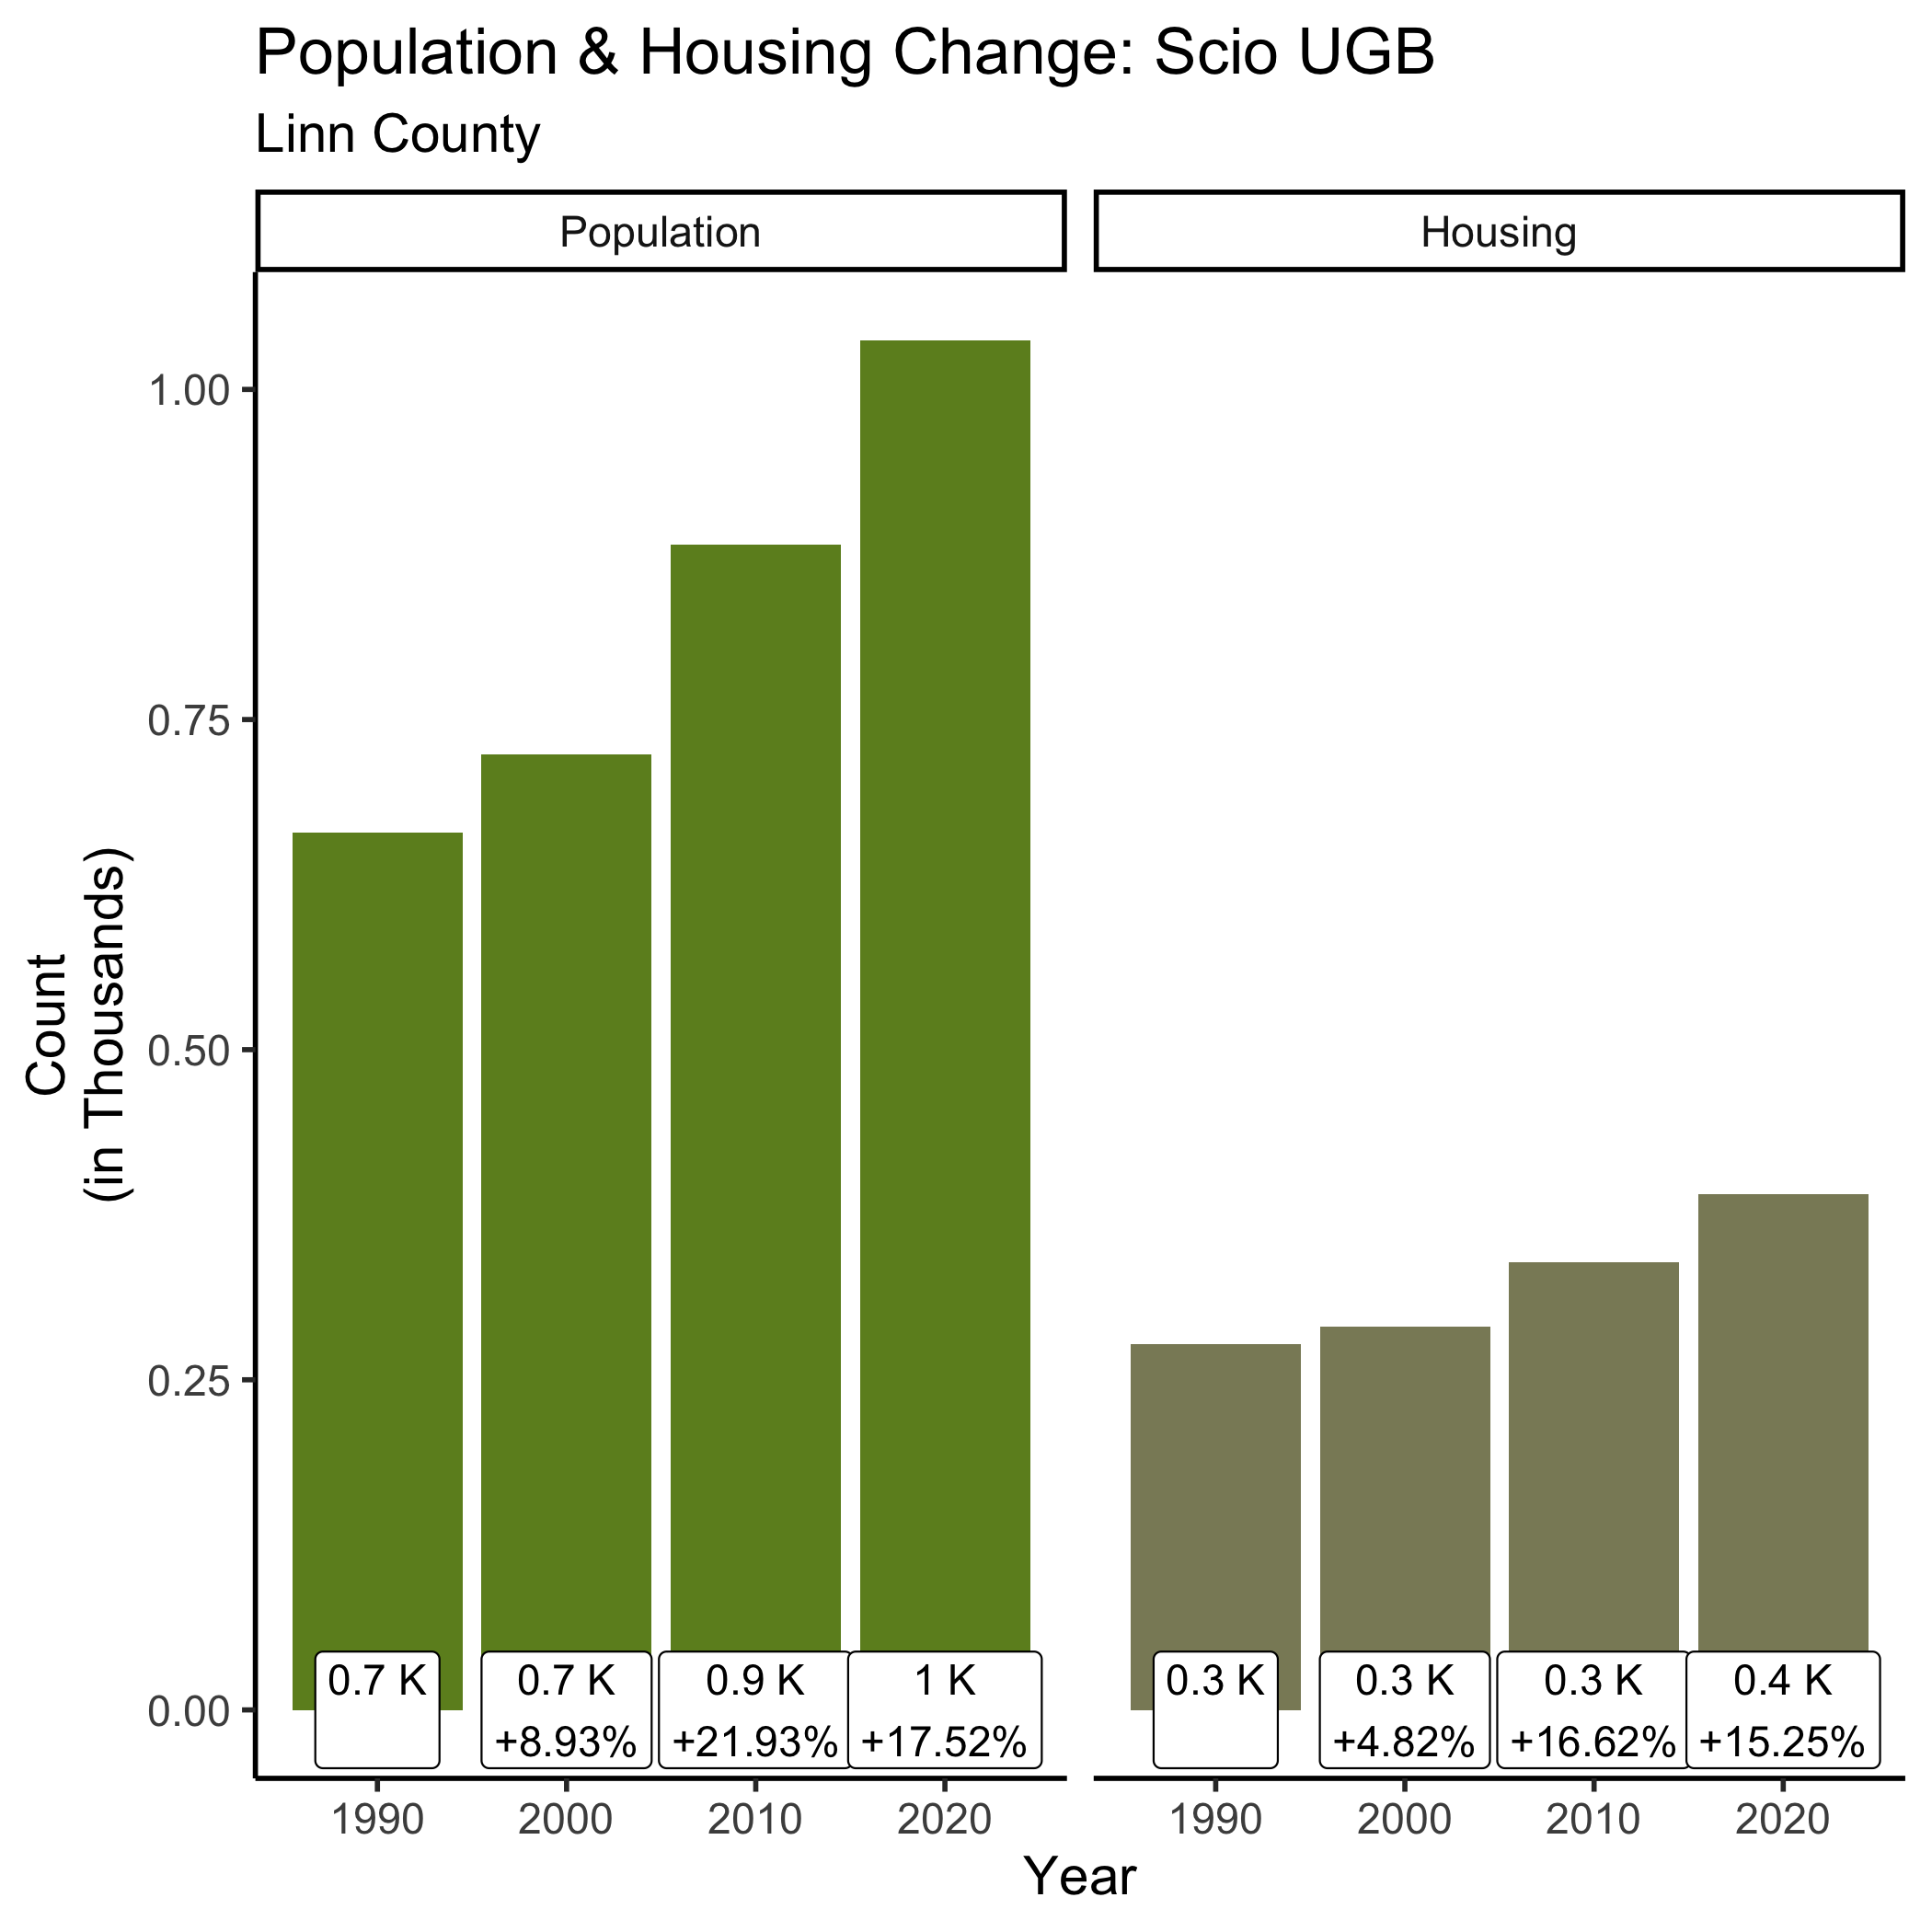 Population & Housing Change: Scio UGB
Linn County
Population
Housing
Count
(in Thousands)
1.00
0.75
0.50
0.25
0.00
0.7 K
0.7 K
+8.93%
0.9 K
+21.93%
1 K
+17.52%
0.3 K
0.3 K
+4.82%
0.3 K
+16.62%
0.4 K
+15.25%
1990
2000
2010
2020
1990
2000
2010
2020
Year